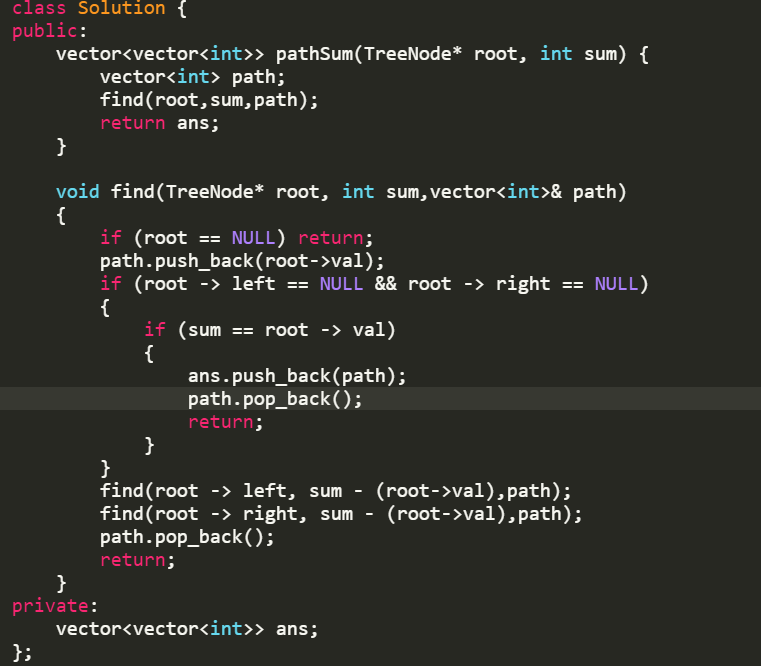 class Solution {
public:
    vector<vector<int>> pathSum(TreeNode* root, int sum) {
        vector<int> path;
        find(root,sum,path);
        return ans;
    }

    void find(TreeNode* root, int sum,vector<int>& path)
    {
        if (root == NULL) return;
        path.push_back(root->val);
        if (root -> left == NULL && root -> right == NULL)
        {
            if (sum == root -> val)
            {
                ans.push_back(path);
                path.pop_back();
                return;
            }
        }
        find(root -> left, sum - (root->val),path);
        find(root -> right, sum - (root->val),path);
        path.pop_back();
        return;
    }
private:
    vector<vector<int>> ans;
};